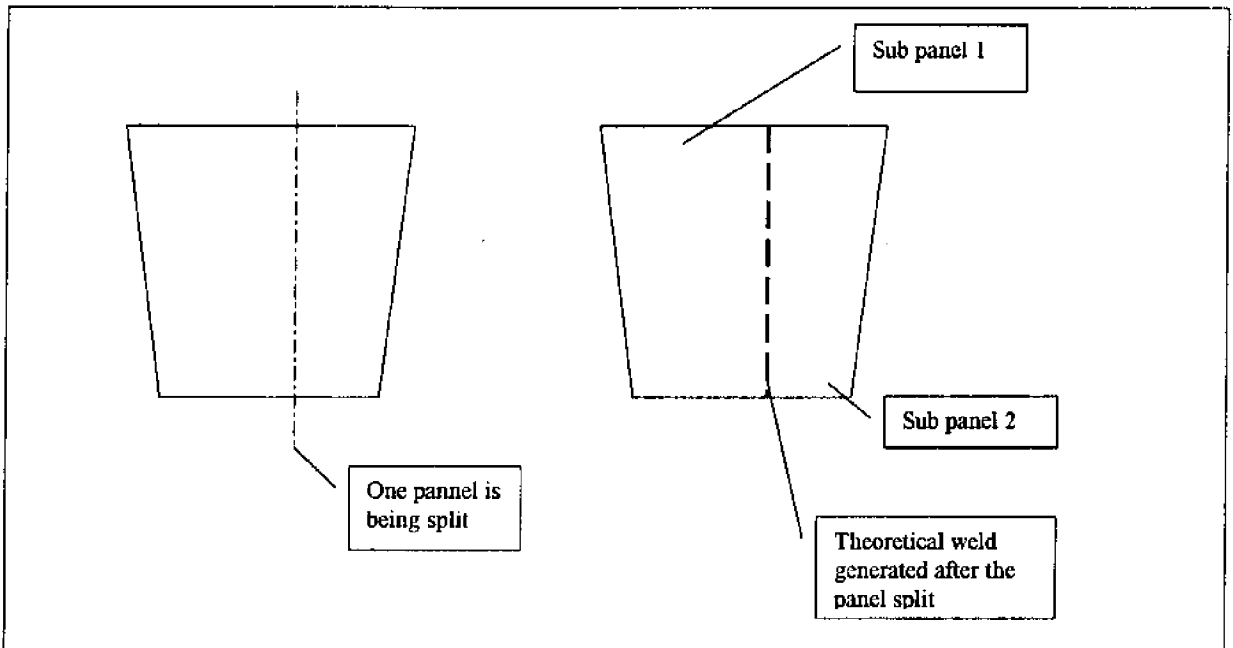 Sub panel 1
Sub panel 2
One pannel is
being split
Theoretical weld
generated after the
panel split